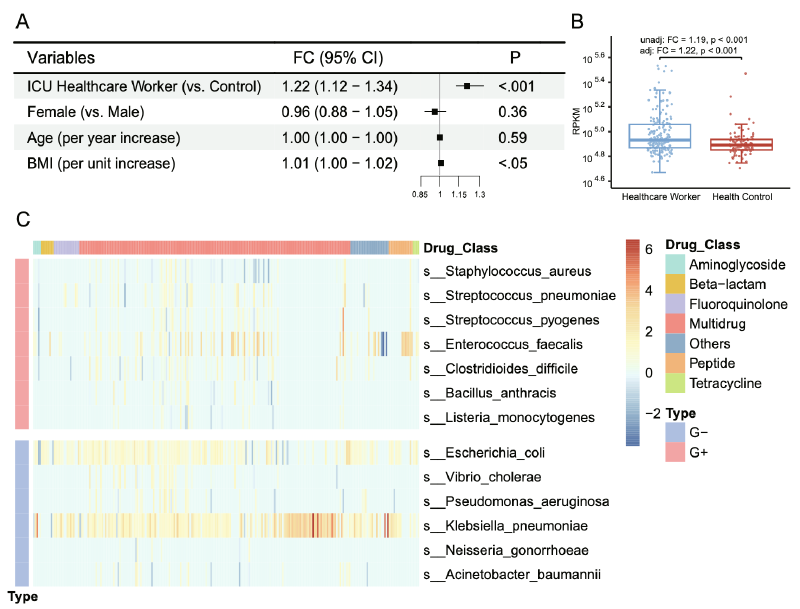 A
Variables FC (95% CI) P
ICU Healthcare Worker (vs. Control) 1.22 (1.12 − 1.34) <.001
Female (vs. Male) 0.96 (0.88 − 1.05) 0.36
Age (per year increase) 1.00 (1.00 − 1.00) 0.59
BMI (per unit increase) 1.01 (1.00 − 1.02) <.05
0.85 1 1.15 1.3
B
unadj: FC = 1.19, p < 0.001
adj: FC = 1.22, p < 0.001
RPKM
10^5.6
10^5.4
10^5.2
10^5.0
10^4.8
10^4.6
Healthcare Worker Health Control
C
Drug_Class
s__Staphylococcus_aureus
s__Streptococcus_pneumoniae
s__Streptococcus_pyogenes
s__Enterococcus_faecalis
s__Clostridioides_difficile
s__Bacillus_anthracis
s__Listeria_monocytogenes
s__Escherichia_coli
s__Vibrio_cholerae
s__Pseudomonas_aeruginosa
s__Klebsiella_pneumoniae
s__Neisseria_gonorrhoeae
s__Acinetobacter_baumannii
Type
6
4
2
0
−2
Drug_Class
Aminoglycoside
Beta−lactam
Fluoroquinolone
Multidrug
Others
Peptide
Tetracycline
Type
G−
G+